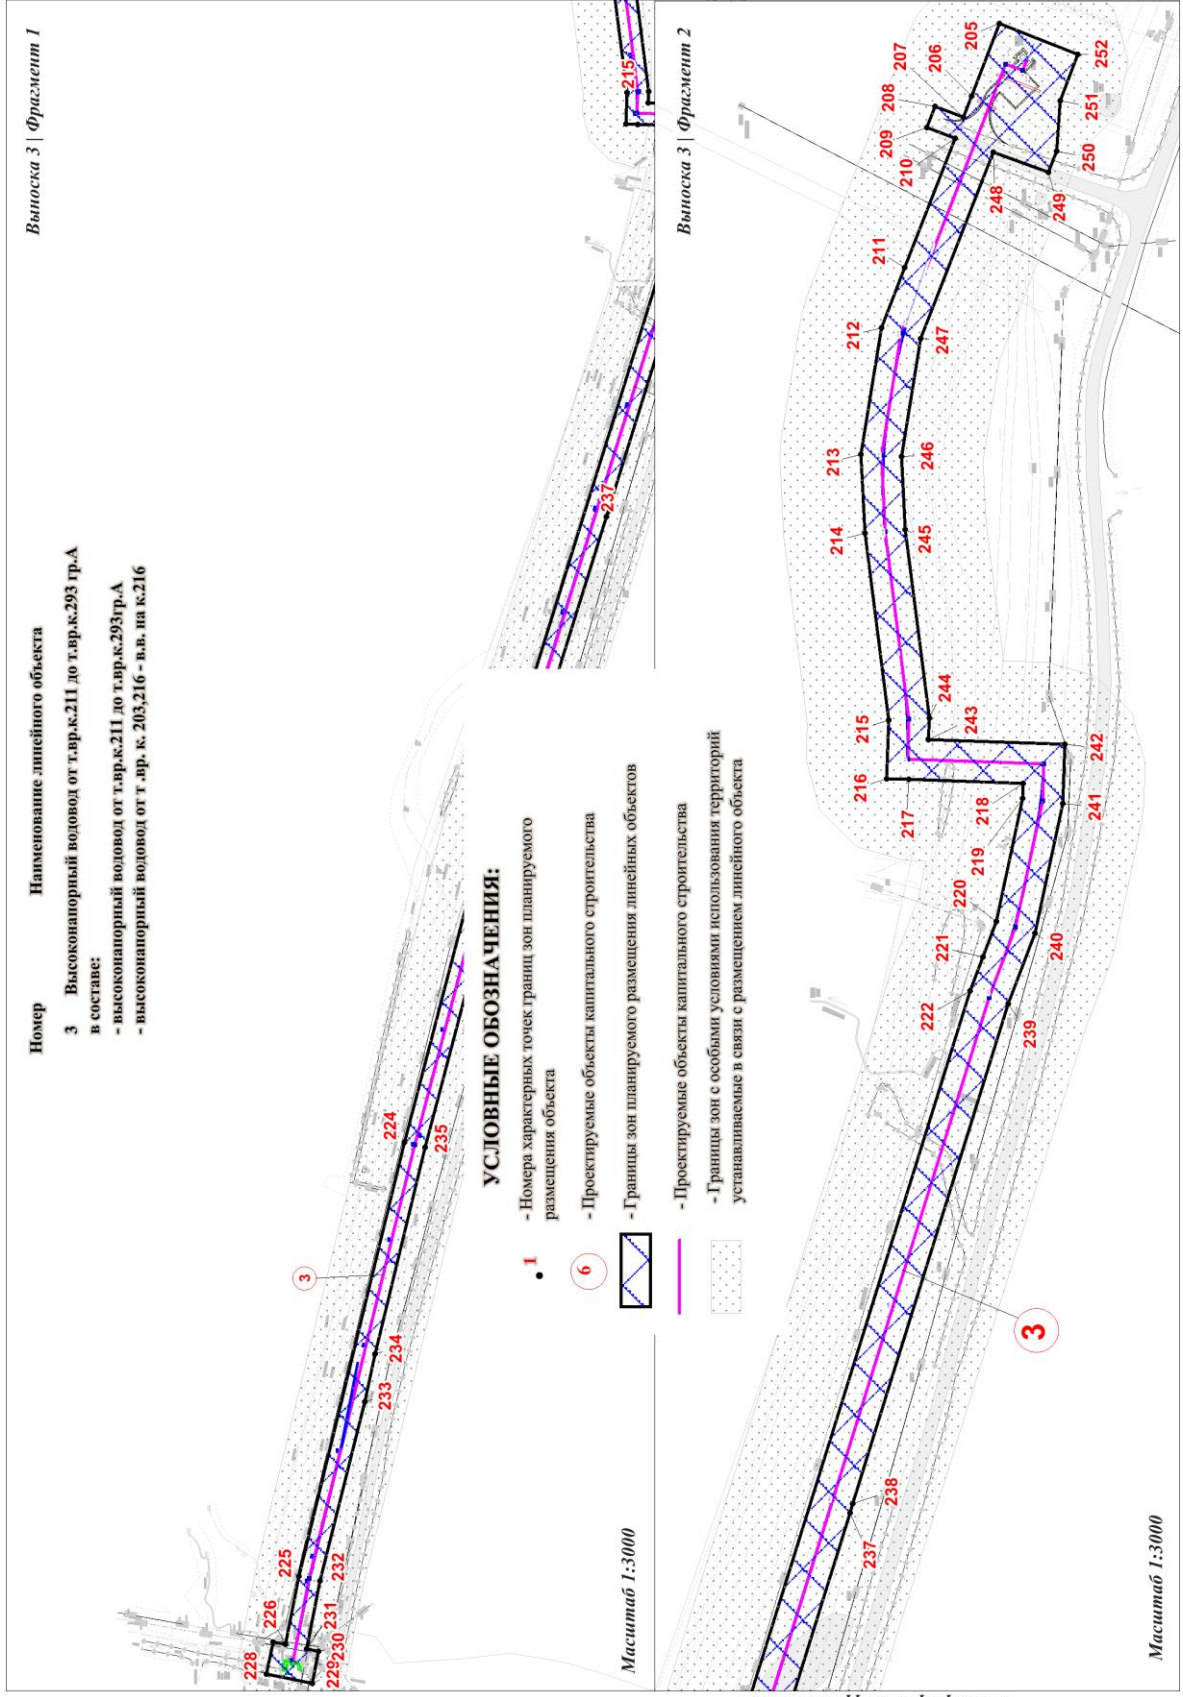 Выноска 3 | Фрагмент 1
Номер Наименование линейного объекта
3 Высоконапорный водовод от т.вр.к.211 до т.вр.к.293 гр.А
в составе:
- высоконапорный водовод от т.вр.к.211 до т.вр.к.293гр.А
- высоконапорный водовод от т .вр. к. 203,216 - в.в. на к.216
215
237
224
235
3
234
233
225
232
226
231
228
230
229
Масштаб 1:3000
УСЛОВНЫЕ ОБОЗНАЧЕНИЯ:
1 - Номера характерных точек границ зон планируемого
размещения объекта
6 - Проектируемые объекты капитального строительства
- Границы зон планируемого размещения линейных объектов
- Проектируемые объекты капитального строительства
- Границы зон с особыми условиями использования территорий
устанавливаемые в связи с размещением линейного объекта
Выноска 3 | Фрагмент 2
205
206
207
208
209
210
211
212
213
214
215
216
217
218
219
220
221
222
252
251
250
249
248
247
246
245
244
243
242
241
240
239
3
238
237
Масштаб 1:3000